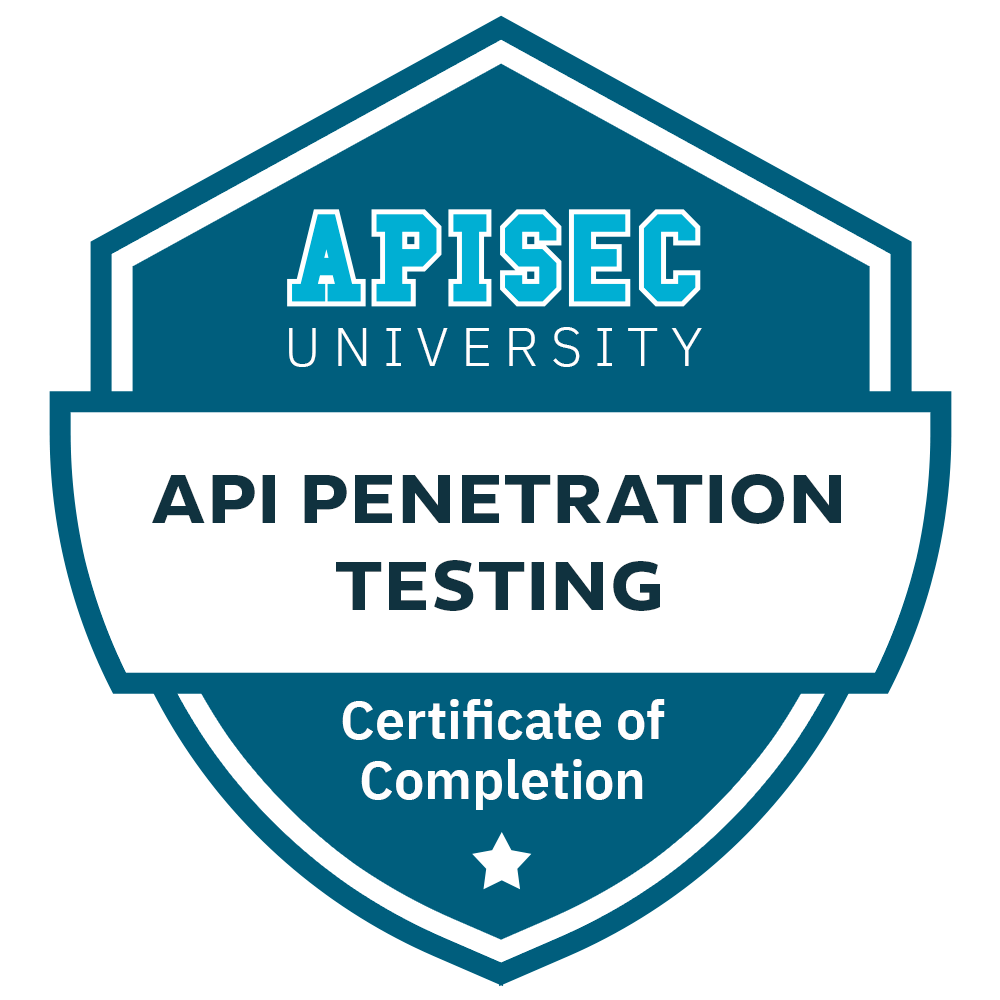 APISEC
UNIVERSITY
API PENETRATION
TESTING
Certificate of
Completion